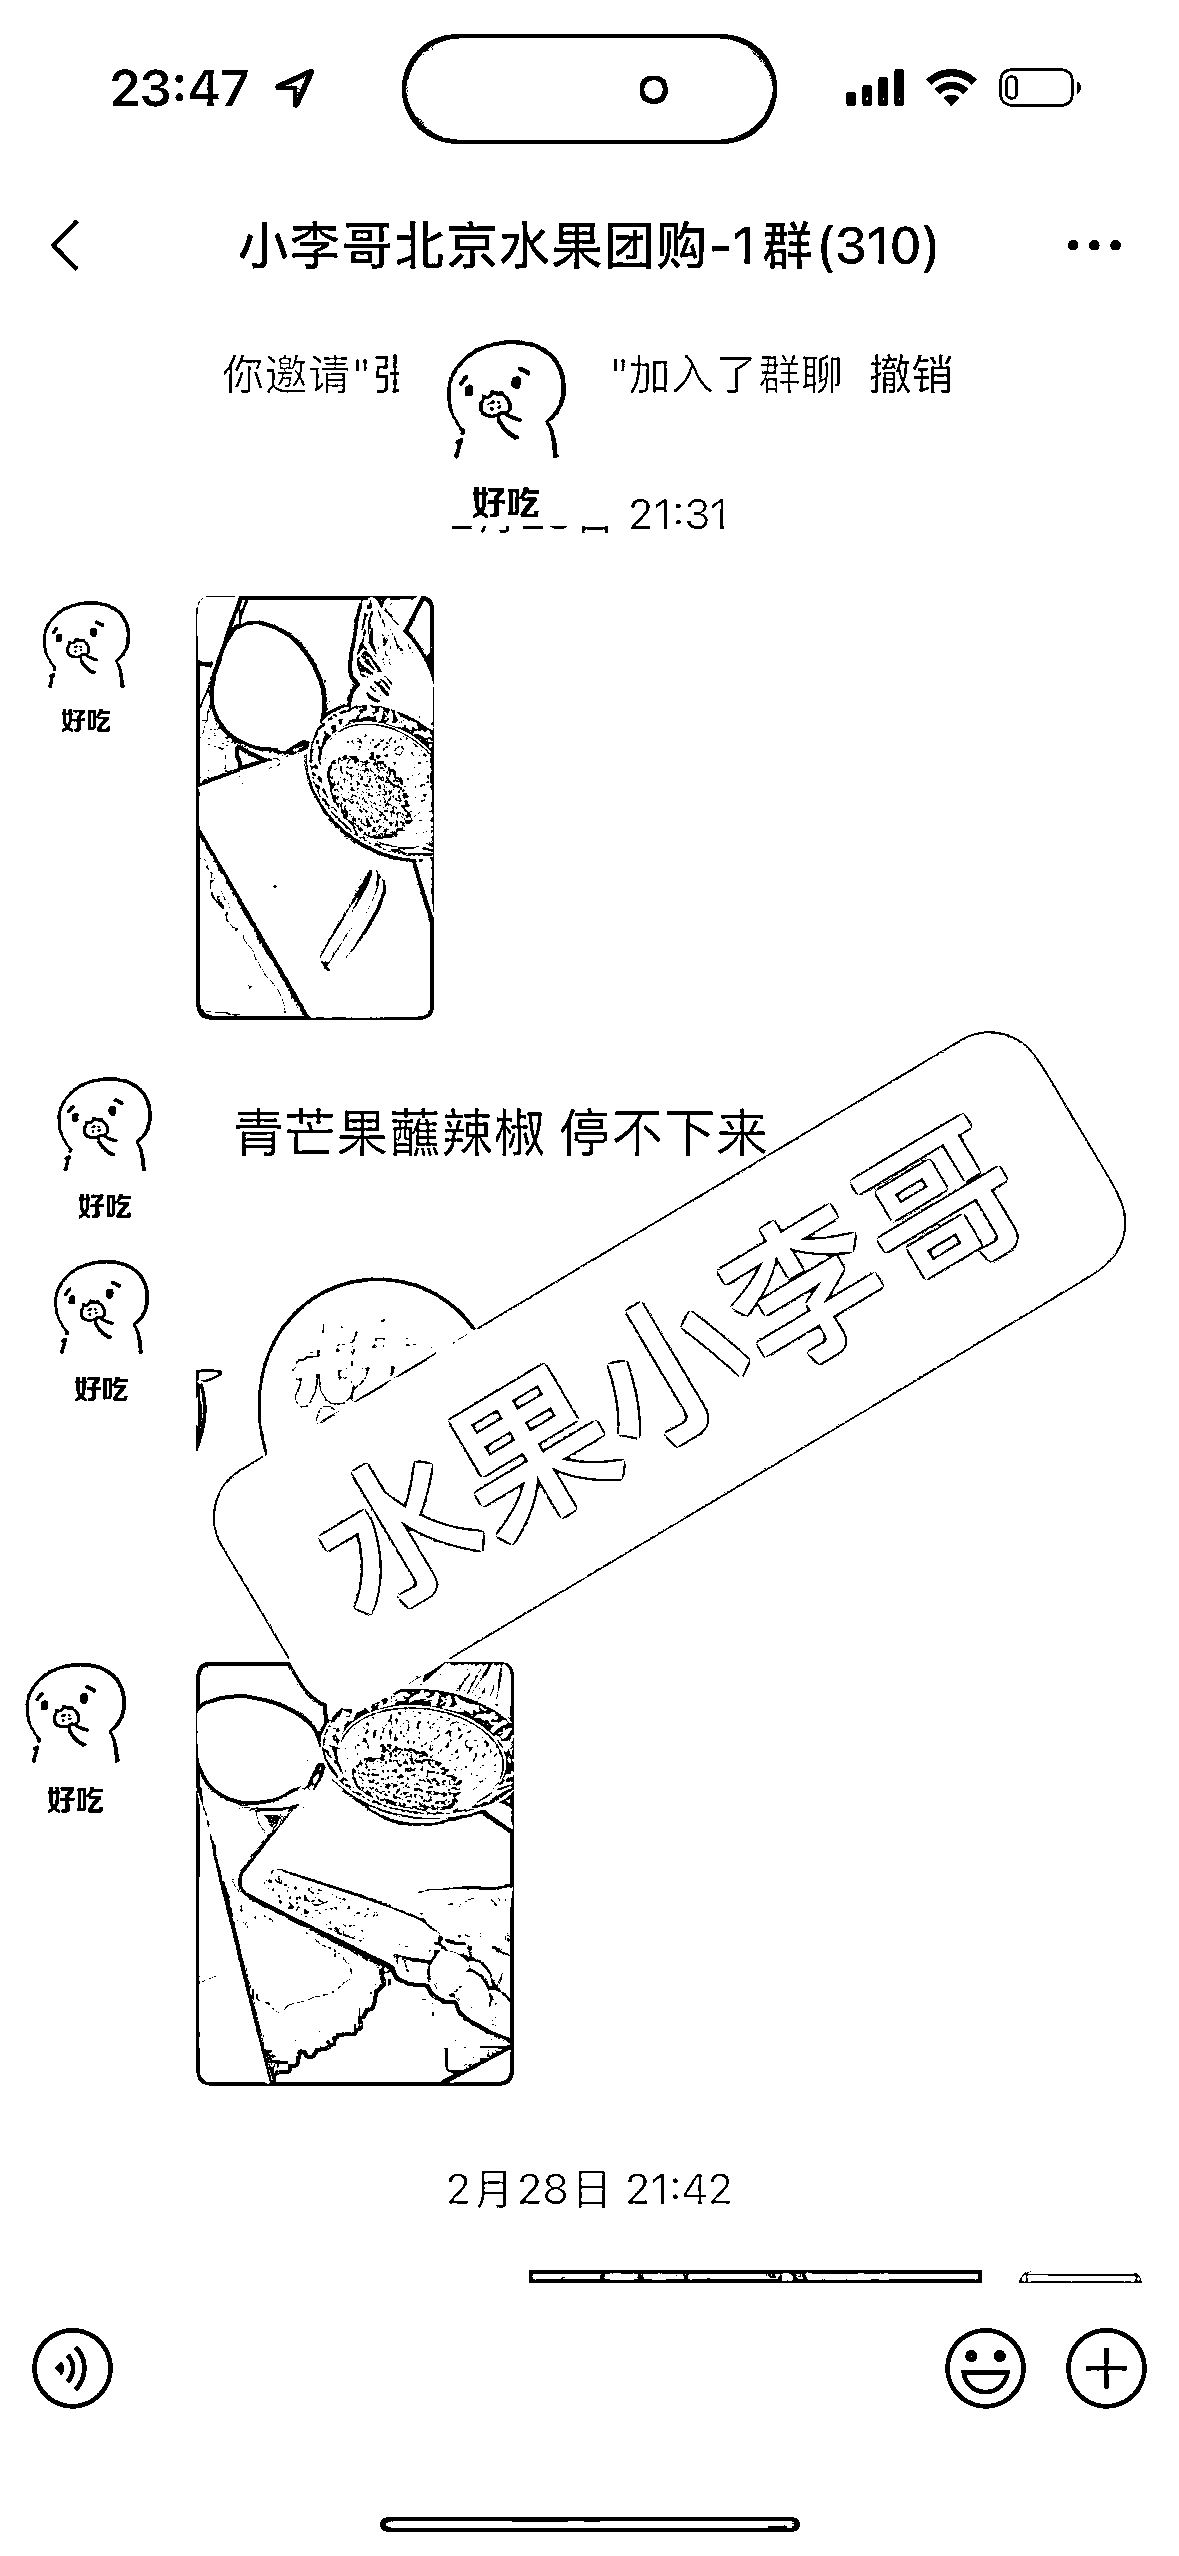 23:47
小李哥北京水果团购-1群(310)
你邀请"张
"加入了群聊 撤销
好吃
21:31
好吃
青芒果蘸辣椒 停不下来
好吃
好吃
水果小李哥
好吃
2月28日 21:42